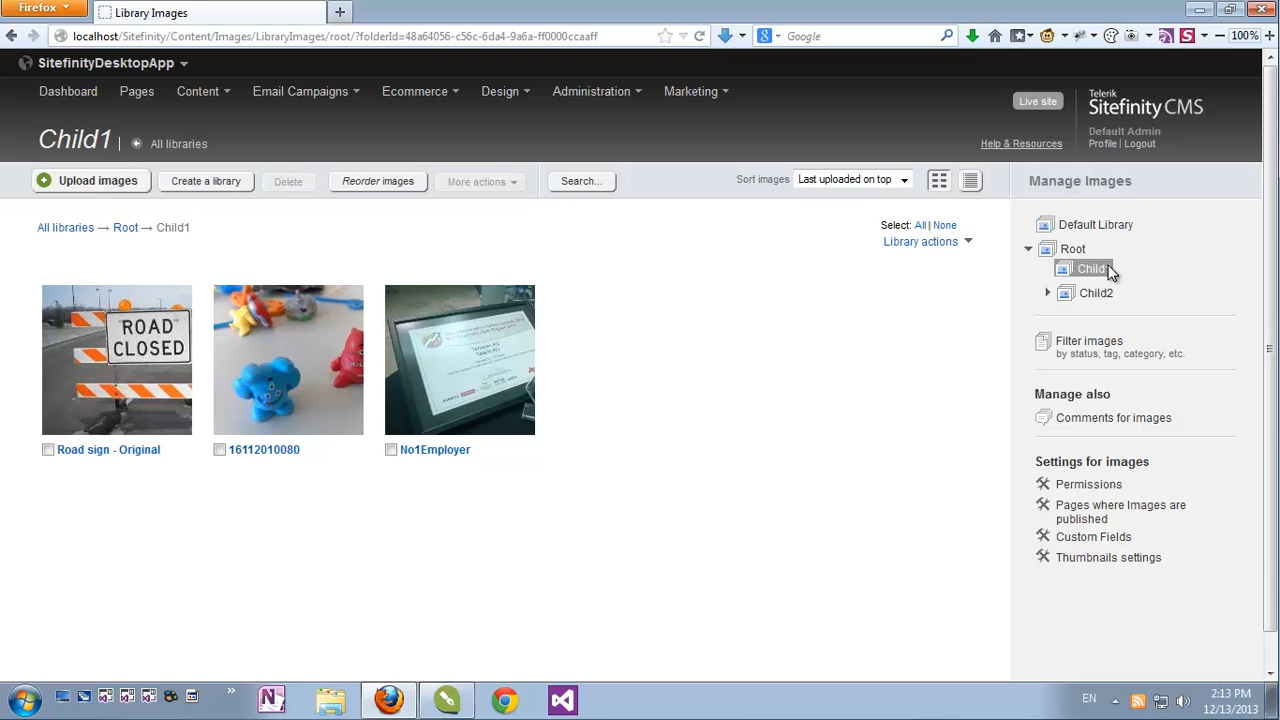 Firefox
Library Images
localhost/Sitefinity/Content/Images/LibraryImages/root/?folderId=48a64056-c56c-6da4-9a6a-ff0000ccaaff
Google
100%
SitefinityDesktopApp
Dashboard Pages Content Email Campaigns Ecommerce Design Administration Marketing
Live site
Telerik
Sitefinity CMS
Default Admin
Help & Resources
Profile | Logout
Child1
All libraries
Upload images
Create a library
Delete
Reorder images
More actions
Search...
Sort images
Last uploaded on top
Manage Images
All libraries → Root → Child1
Select: All | None
Library actions
ROAD
CLOSED
Road sign - Original
16112010080
No1Employer
Default Library
Root
Child
Child2
Filter images
by status, tag, category, etc.
Manage also
Comments for images
Settings for images
Permissions
Pages where Images are
published
Custom Fields
Thumbnails settings
EN
2:13 PM
12/13/2013